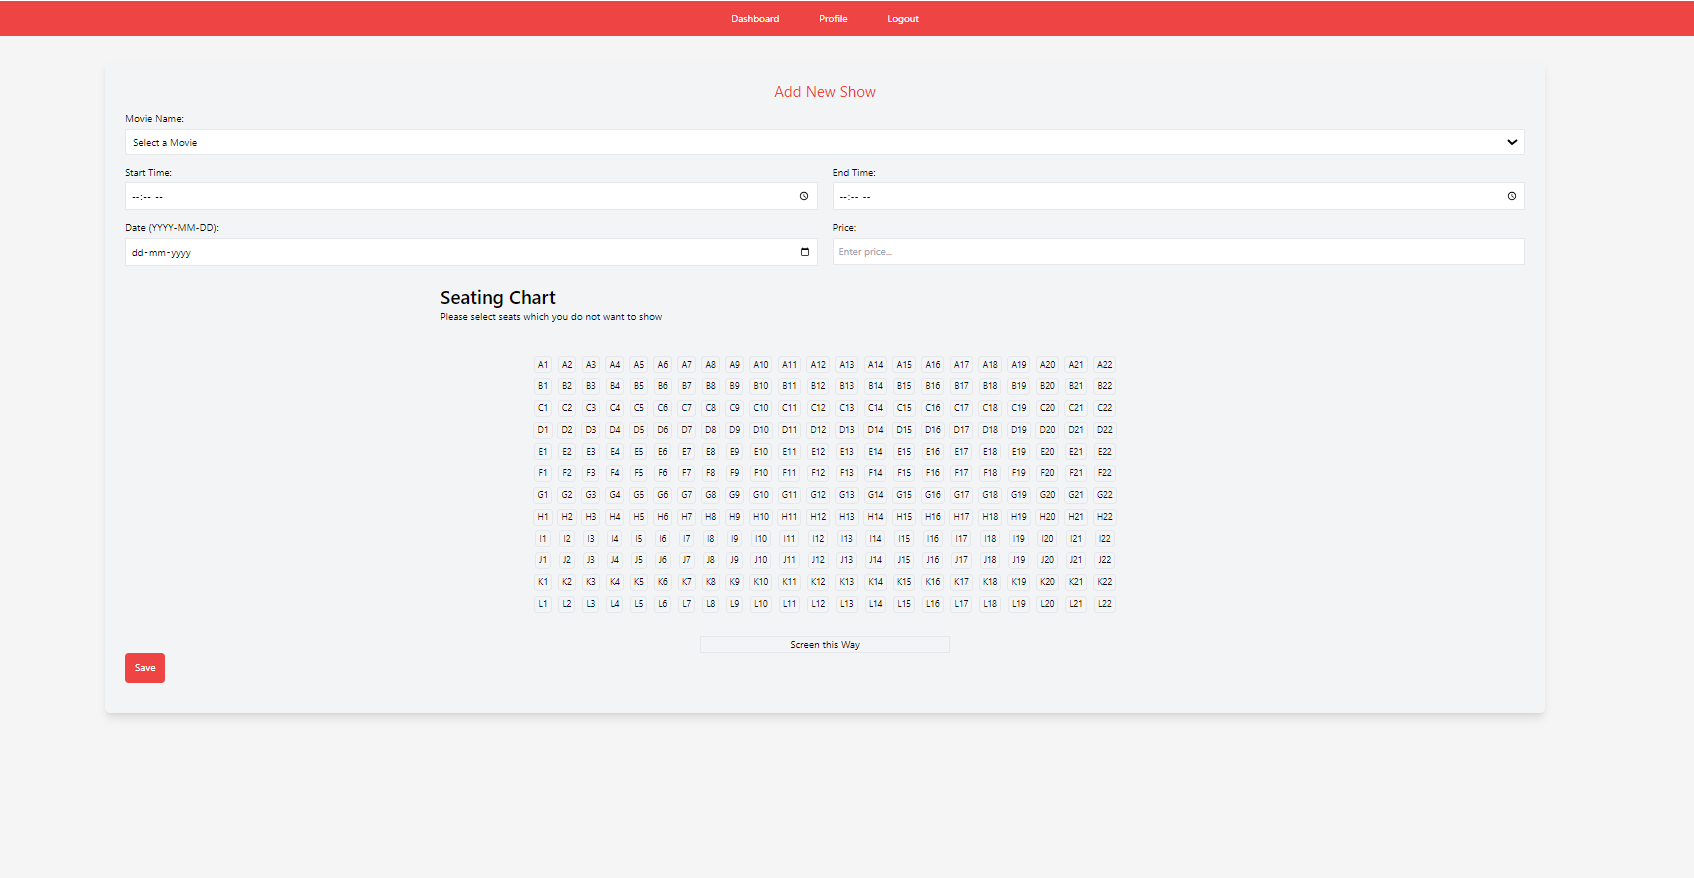 Dashboard Profile Logout
Add New Show
Movie Name:
Select a Movie
Start Time: End Time:
--:-- -- --:-- --
Date (YYYY-MM-DD): Price:
dd-mm-yyyy Enter price...
Seating Chart
Please select seats which you do not want to show
A1 A2 A3 A4 A5 A6 A7 A8 A9 A10 A11 A12 A13 A14 A15 A16 A17 A18 A19 A20 A21 A22
B1 B2 B3 B4 B5 B6 B7 B8 B9 B10 B11 B12 B13 B14 B15 B16 B17 B18 B19 B20 B21 B22
C1 C2 C3 C4 C5 C6 C7 C8 C9 C10 C11 C12 C13 C14 C15 C16 C17 C18 C19 C20 C21 C22
D1 D2 D3 D4 D5 D6 D7 D8 D9 D10 D11 D12 D13 D14 D15 D16 D17 D18 D19 D20 D21 D22
E1 E2 E3 E4 E5 E6 E7 E8 E9 E10 E11 E12 E13 E14 E15 E16 E17 E18 E19 E20 E21 E22
F1 F2 F3 F4 F5 F6 F7 F8 F9 F10 F11 F12 F13 F14 F15 F16 F17 F18 F19 F20 F21 F22
G1 G2 G3 G4 G5 G6 G7 G8 G9 G10 G11 G12 G13 G14 G15 G16 G17 G18 G19 G20 G21 G22
H1 H2 H3 H4 H5 H6 H7 H8 H9 H10 H11 H12 H13 H14 H15 H16 H17 H18 H19 H20 H21 H22
I1 I2 I3 I4 I5 I6 I7 I8 I9 I10 I11 I12 I13 I14 I15 I16 I17 I18 I19 I20 I21 I22
J1 J2 J3 J4 J5 J6 J7 J8 J9 J10 J11 J12 J13 J14 J15 J16 J17 J18 J19 J20 J21 J22
K1 K2 K3 K4 K5 K6 K7 K8 K9 K10 K11 K12 K13 K14 K15 K16 K17 K18 K19 K20 K21 K22
L1 L2 L3 L4 L5 L6 L7 L8 L9 L10 L11 L12 L13 L14 L15 L16 L17 L18 L19 L20 L21 L22
Screen this Way
Save